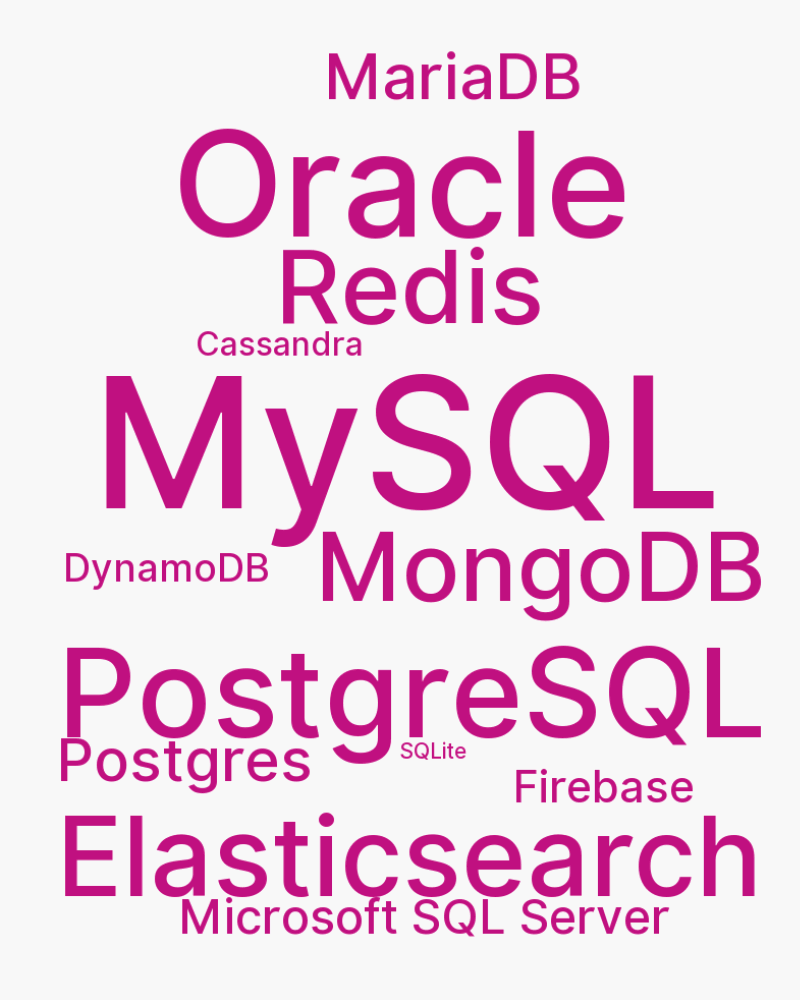 MariaDB
Oracle
Redis
Cassandra
MySQL
MongoDB
DynamoDB
PostgreSQL
Postgres
SQLite
Firebase
Elasticsearch
Microsoft SQL Server